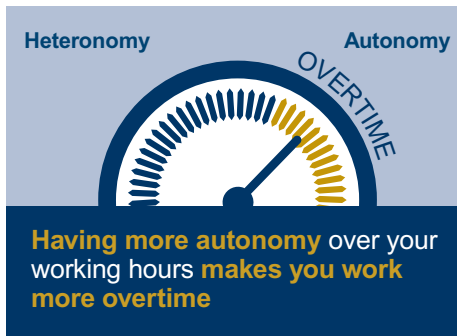 Heteronomy
Autonomy
OVERTIME
Having more autonomy over your
working hours makes you work
more overtime